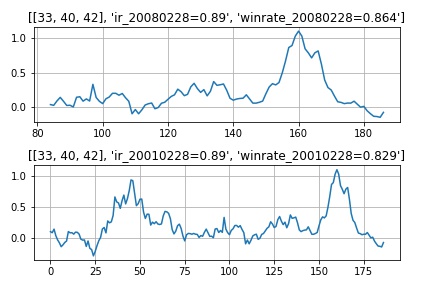 [[33, 40, 42], 'ir_20080228=0.89', 'winrate_20080228=0.864']
1.0
0.5
0.0
80 100 120 140 160 180
[[33, 40, 42], 'ir_20010228=0.89', 'winrate_20010228=0.829']
1.0
0.5
0.0
0 25 50 75 100 125 150 175